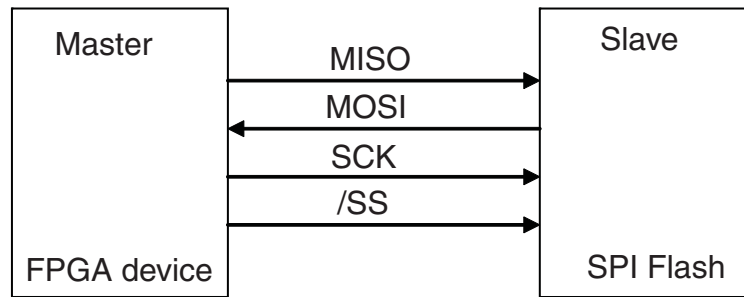 Master
Slave
MISO
MOSI
SCK
/SS
FPGA device
SPI Flash